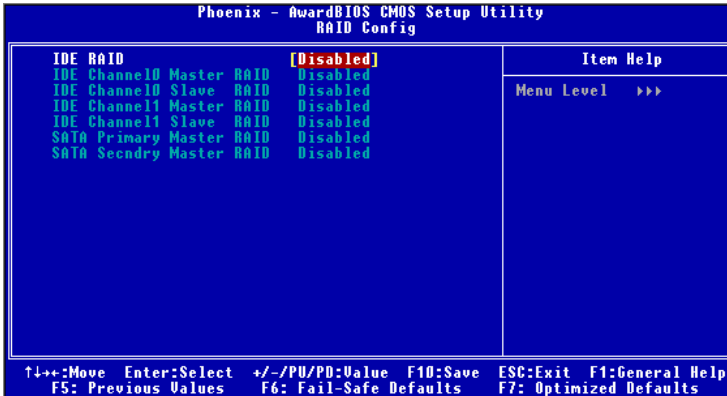 Phoenix - AwardBIOS CMOS Setup Utility
RAID Config
IDE RAID [Disabled]
IDE Channel0 Master RAID Disabled
IDE Channel0 Slave RAID Disabled
IDE Channel1 Master RAID Disabled
IDE Channel1 Slave RAID Disabled
SATA Primary Master RAID Disabled
SATA Secndry Master RAID Disabled
Item Help
Menu Level ▸▸▸
↑↓→←:Move Enter:Select +/-/PU/PD:Value F10:Save ESC:Exit F1:General Help
F5: Previous Values F6: Fail-Safe Defaults F7: Optimized Defaults